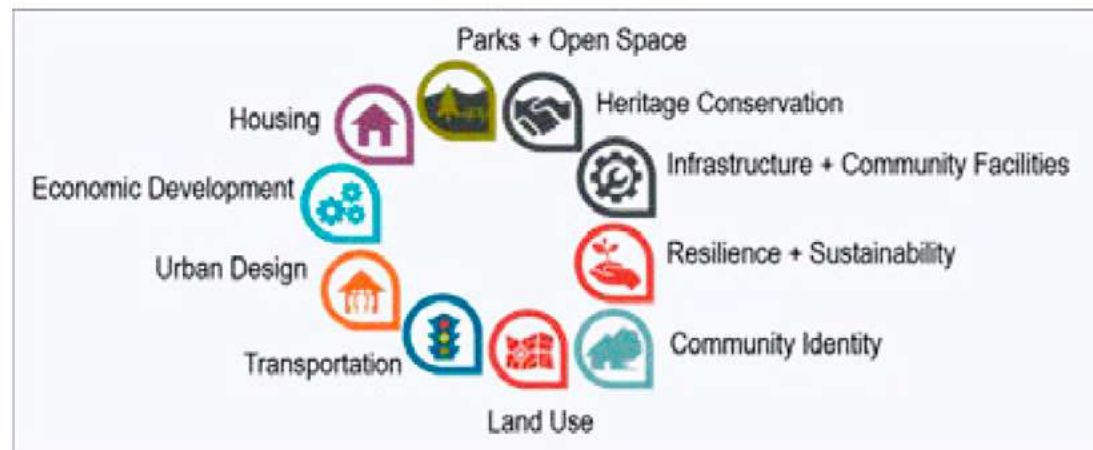 Parks + Open Space
Housing
Heritage Conservation
Infrastructure + Community Facilities
Economic Development
Resilience + Sustainability
Urban Design
Community Identity
Transportation
Land Use